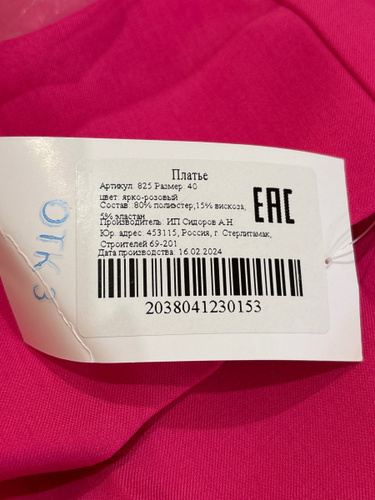 Платье
Артикул: 825 Размер: 40
цвет: ярко-розовый
Состав: 80% полиэстер,15% вискоза,
5% эластан
Производитель: ИП Сидоров А.Н
Юр. адрес: 453115, Россия, г. Стерлитамак,
Строителей 69-201
Дата производства: 16.02.2024
EAC
2038041230153
ОТК 3